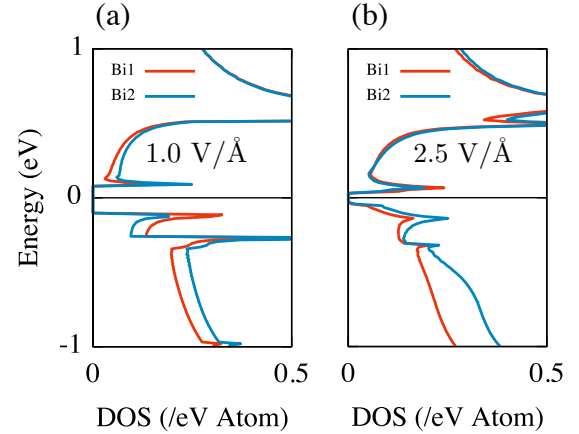 (a)
(b)
1
Bi1
Bi2
1.0 V/Å
Bi1
Bi2
2.5 V/Å
Energy (eV)
0
-1
0
0.5
0
0.5
DOS (/eV Atom)
DOS (/eV Atom)